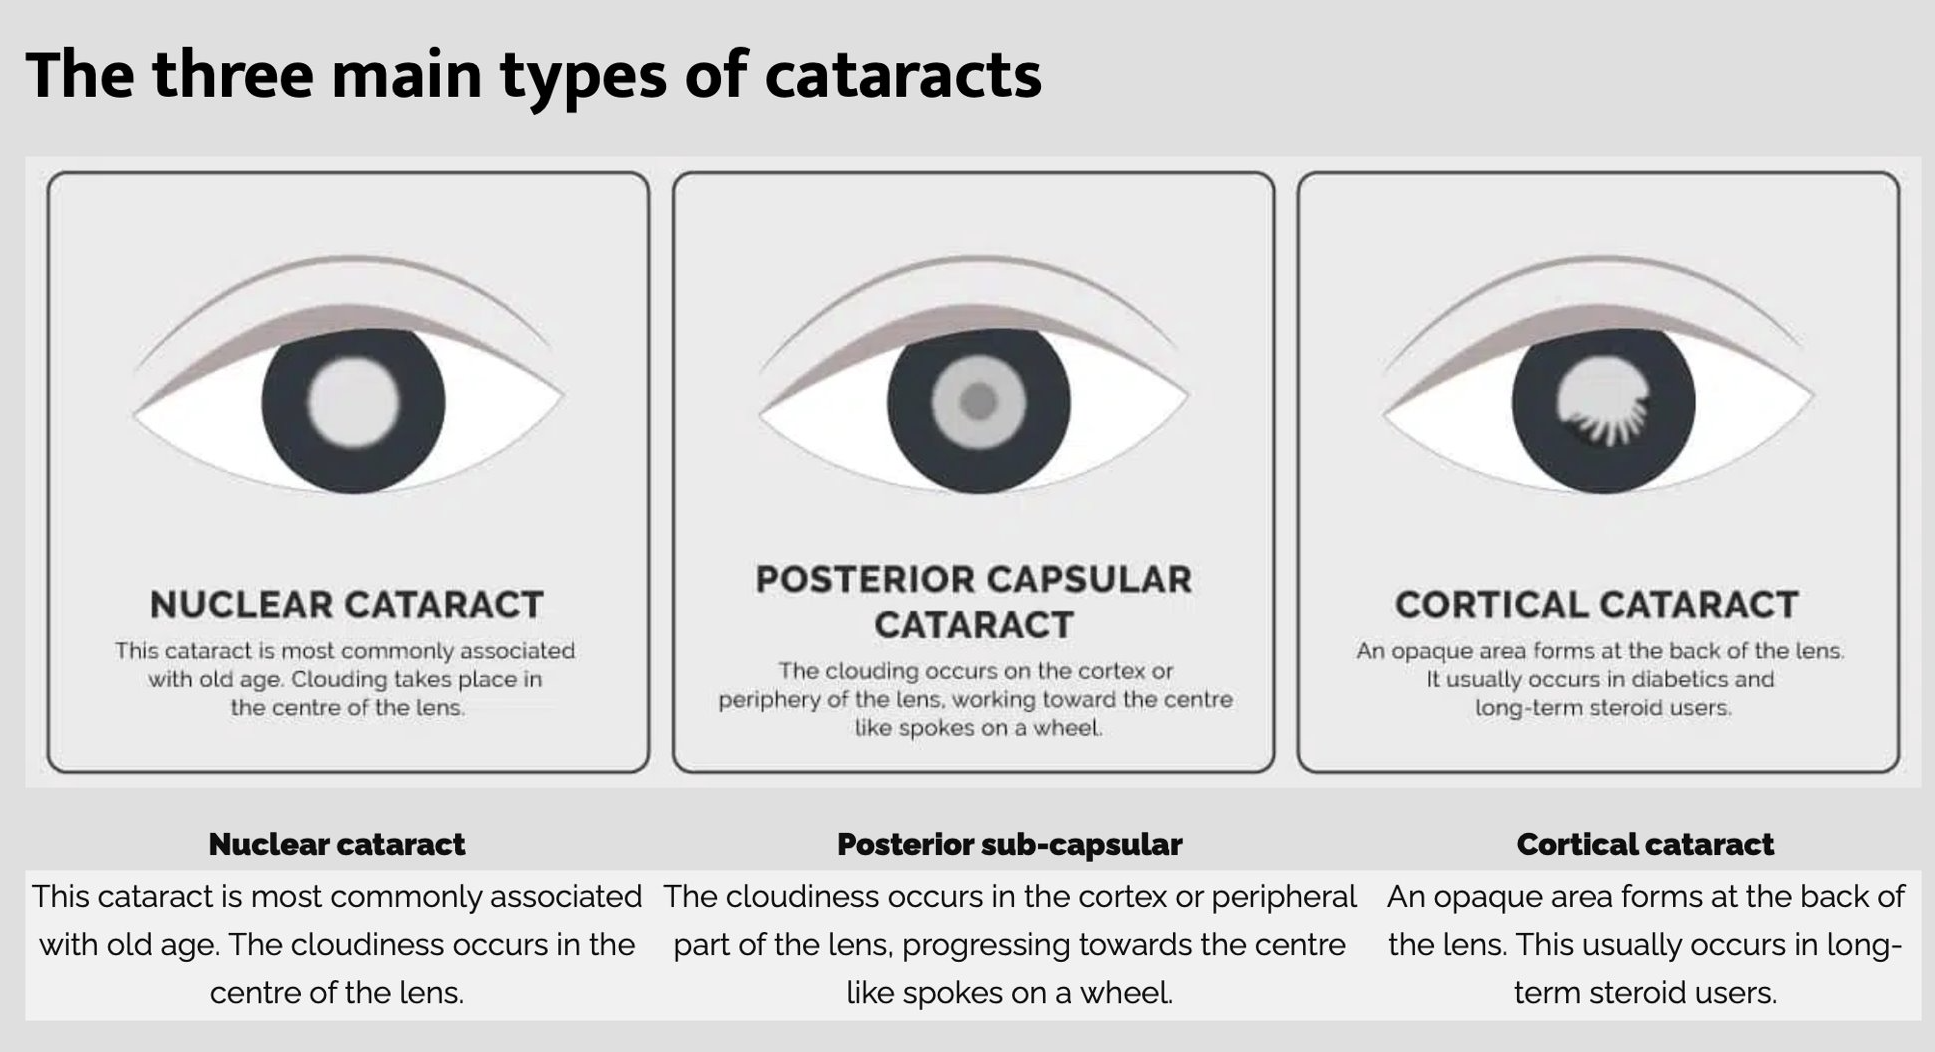 The three main types of cataracts
NUCLEAR CATARACT
This cataract is most commonly associated
with old age. Clouding takes place in
the centre of the lens.
POSTERIOR CAPSULAR
CATARACT
The clouding occurs on the cortex or
periphery of the lens, working toward the centre
like spokes on a wheel.
CORTICAL CATARACT
An opaque area forms at the back of the lens.
It usually occurs in diabetics and
long-term steroid users.
Nuclear cataract
This cataract is most commonly associated
with old age. The cloudiness occurs in the
centre of the lens.
Posterior sub-capsular
The cloudiness occurs in the cortex or peripheral
part of the lens, progressing towards the centre
like spokes on a wheel.
Cortical cataract
An opaque area forms at the back of
the lens. This usually occurs in long-
term steroid users.